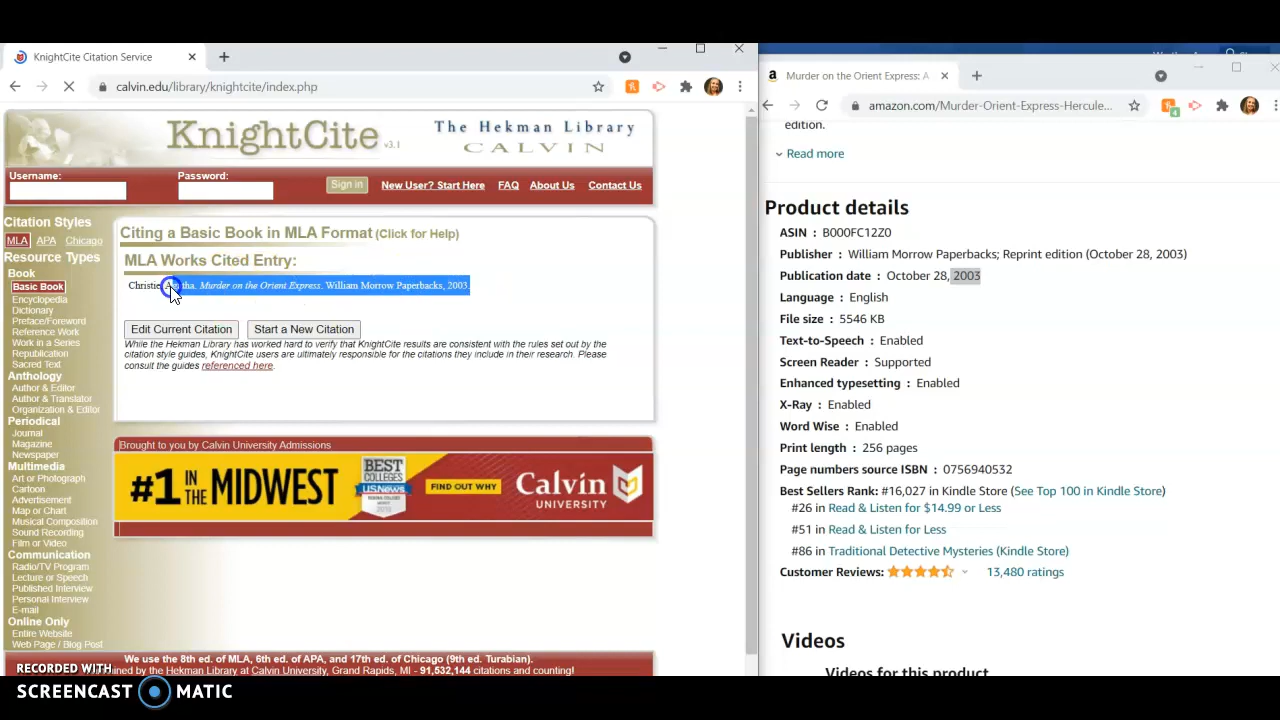 KnightCite Citation Service
calvin.edu/library/knightcite/index.php
KnightCite v3.1
The Hekman Library
CALVIN
Username:
Password:
Sign in
New User? Start Here
FAQ
About Us
Contact Us
Citation Styles
MLA APA Chicago
Resource Types
Book
Basic Book
Encyclopedia
Dictionary
Preface/Foreword
Reference Work
Work in a Series
Republication
Sacred Text
Anthology
Author & Editor
Author & Translator
Organization & Editor
Periodical
Journal
Magazine
Newspaper
Multimedia
Art or Photograph
Cartoon
Advertisement
Map or Chart
Musical Composition
Sound Recording
Film or Video
Communication
Radio/TV Program
Lecture or Speech
Published Interview
Personal Interview
E-mail
Online Only
Entire Website
Web Page / Blog Post
Citing a Basic Book in MLA Format (Click for Help)
MLA Works Cited Entry:
Christie, Agatha. Murder on the Orient Express. William Morrow Paperbacks, 2003.
Edit Current Citation
Start a New Citation
While the Hekman Library has worked hard to verify that KnightCite results are consistent with the rules set out by the
citation style guides, KnightCite users are ultimately responsible for the citations they include in their research. Please
consult the guides referenced here.
Brought to you by Calvin University Admissions
#1 IN THE MIDWEST
BEST
COLLEGES
U.S.News
FIND OUT WHY
Calvin
UNIVERSITY
We use the 8th ed. of MLA, 6th ed. of APA, and 17th ed. of Chicago (9th ed. Turabian).
by the Hekman Library at Calvin University, Grand Rapids, MI - 91,532,144 citations and counting!
RECORDED WITH
SCREENCAST MATIC
Murder on the Orient Express: A
amazon.com/Murder-Orient-Express-Hercule...
4
edition.
Read more
Product details
ASIN : B000FC12Z0
Publisher : William Morrow Paperbacks; Reprint edition (October 28, 2003)
Publication date : October 28, 2003
Language : English
File size : 5546 KB
Text-to-Speech : Enabled
Screen Reader : Supported
Enhanced typesetting : Enabled
X-Ray : Enabled
Word Wise : Enabled
Print length : 256 pages
Page numbers source ISBN : 0756940532
Best Sellers Rank: #16,027 in Kindle Store (See Top 100 in Kindle Store)
#26 in Read & Listen for $14.99 or Less
#51 in Read & Listen for Less
#86 in Traditional Detective Mysteries (Kindle Store)
Customer Reviews: 13,480 ratings
Videos
Videos for this product